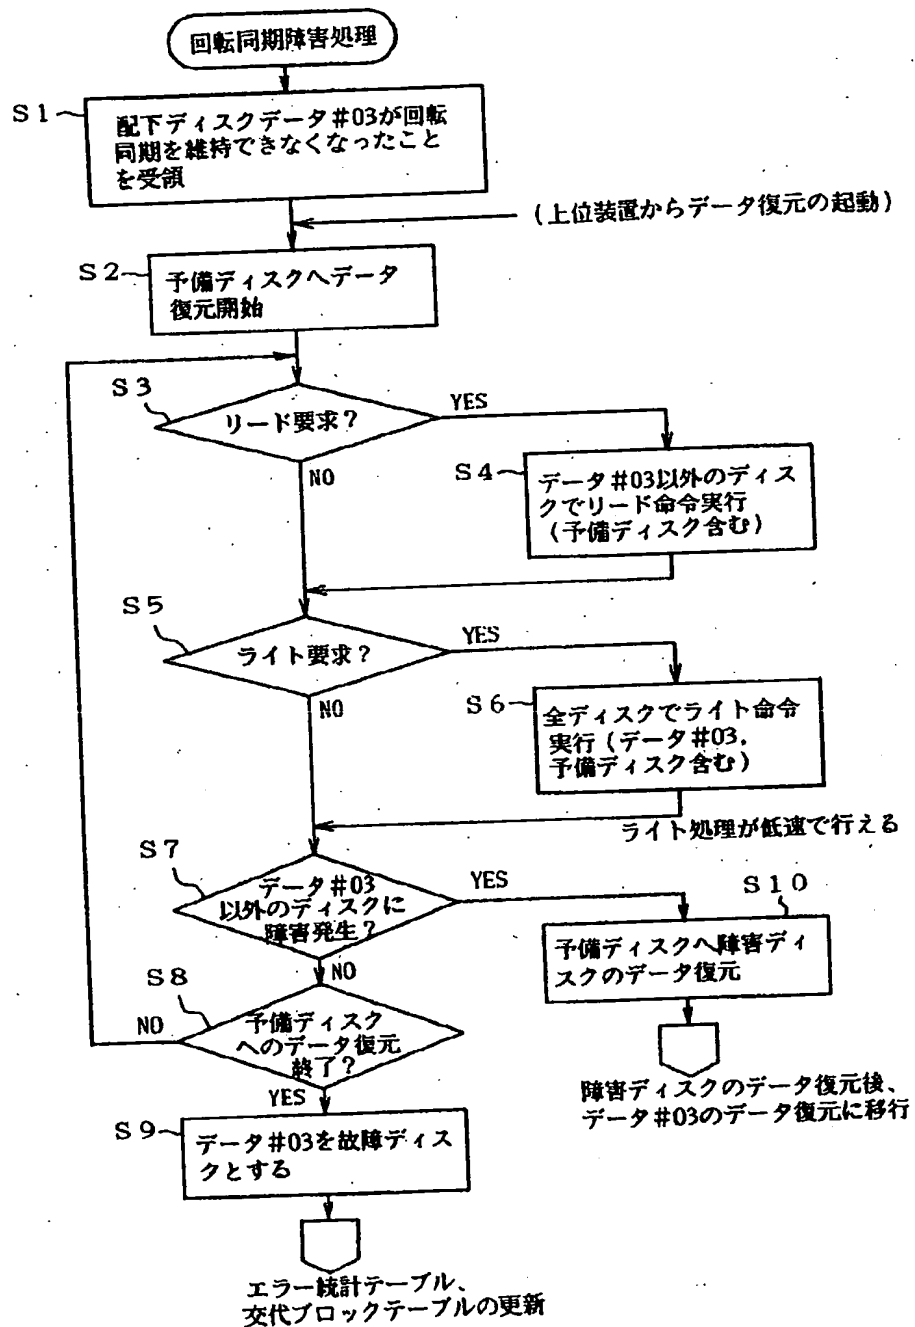 回転同期障害処理
S1
配下ディスクデータ#03が回転
同期を維持できなくなったこと
を受領
(上位装置からデータ復元の起動)
S2
予備ディスクへデータ
復元開始
S3
リード要求?
YES
NO
S4
データ#03以外のディス
クでリード命令実行
(予備ディスク含む)
S5
ライト要求?
YES
NO
S6
全ディスクでライト命令
実行(データ#03.
予備ディスク含む)
ライト処理が低速で行える
S7
データ#03
以外のディスクに
障害発生?
YES
NO
S10
予備ディスクへ障害ディ
スクのデータ復元
障害ディスクのデータ復元後、
データ#03のデータ復元に移行
S8
予備ディスク
へのデータ復元
終了?
NO
YES
S9
データ#03を故障ディス
クとする
エラー統計テーブル、
交代ブロックテーブルの更新